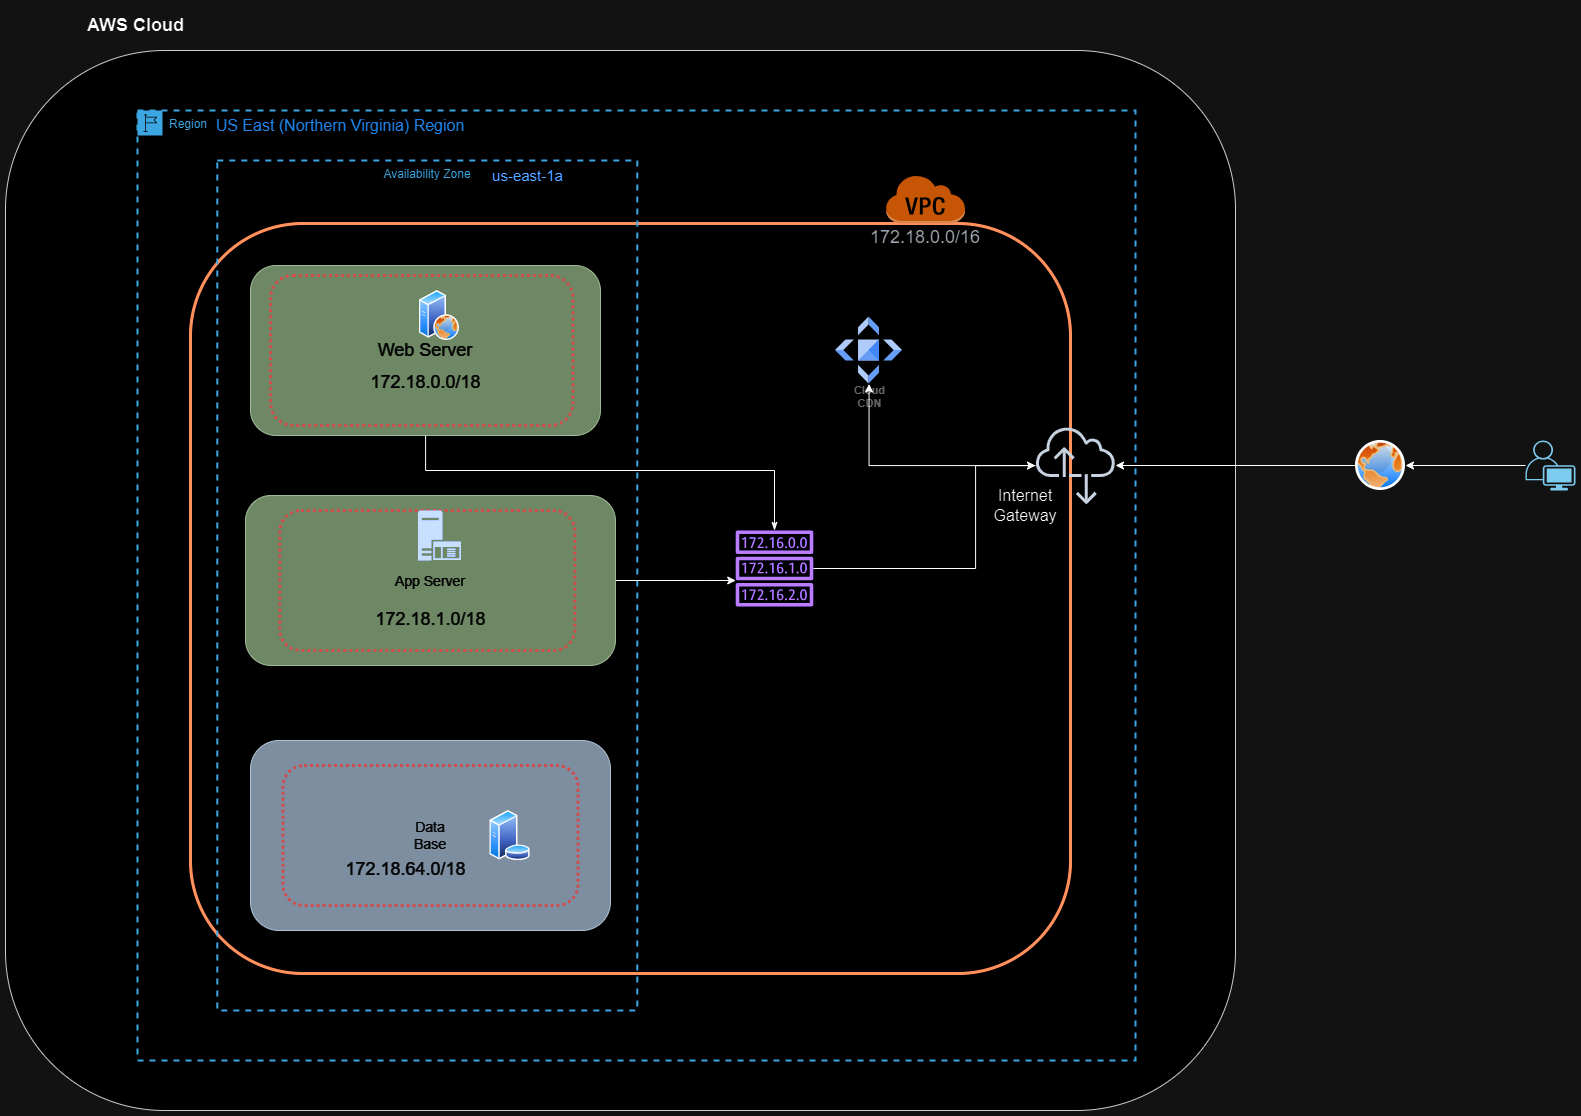 AWS Cloud
Region
US East (Northern Virginia) Region
Availability Zone
us-east-1a
VPC
172.18.0.0/16
Web Server
172.18.0.0/18
Cloud
CDN
Internet
Gateway
172.16.0.0
172.16.1.0
172.16.2.0
App Server
172.18.1.0/18
Data
Base
172.18.64.0/18